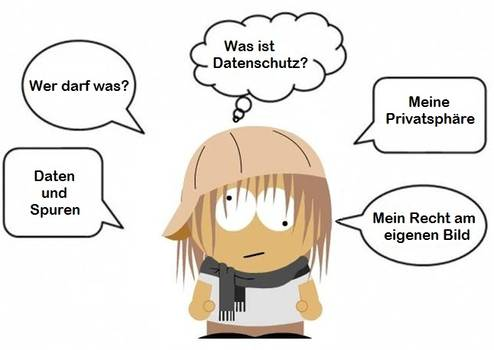 Was ist
Datenschutz?
Wer darf was?
Meine
Privatsphäre
Daten
und
Spuren
Mein Recht am
eigenen Bild